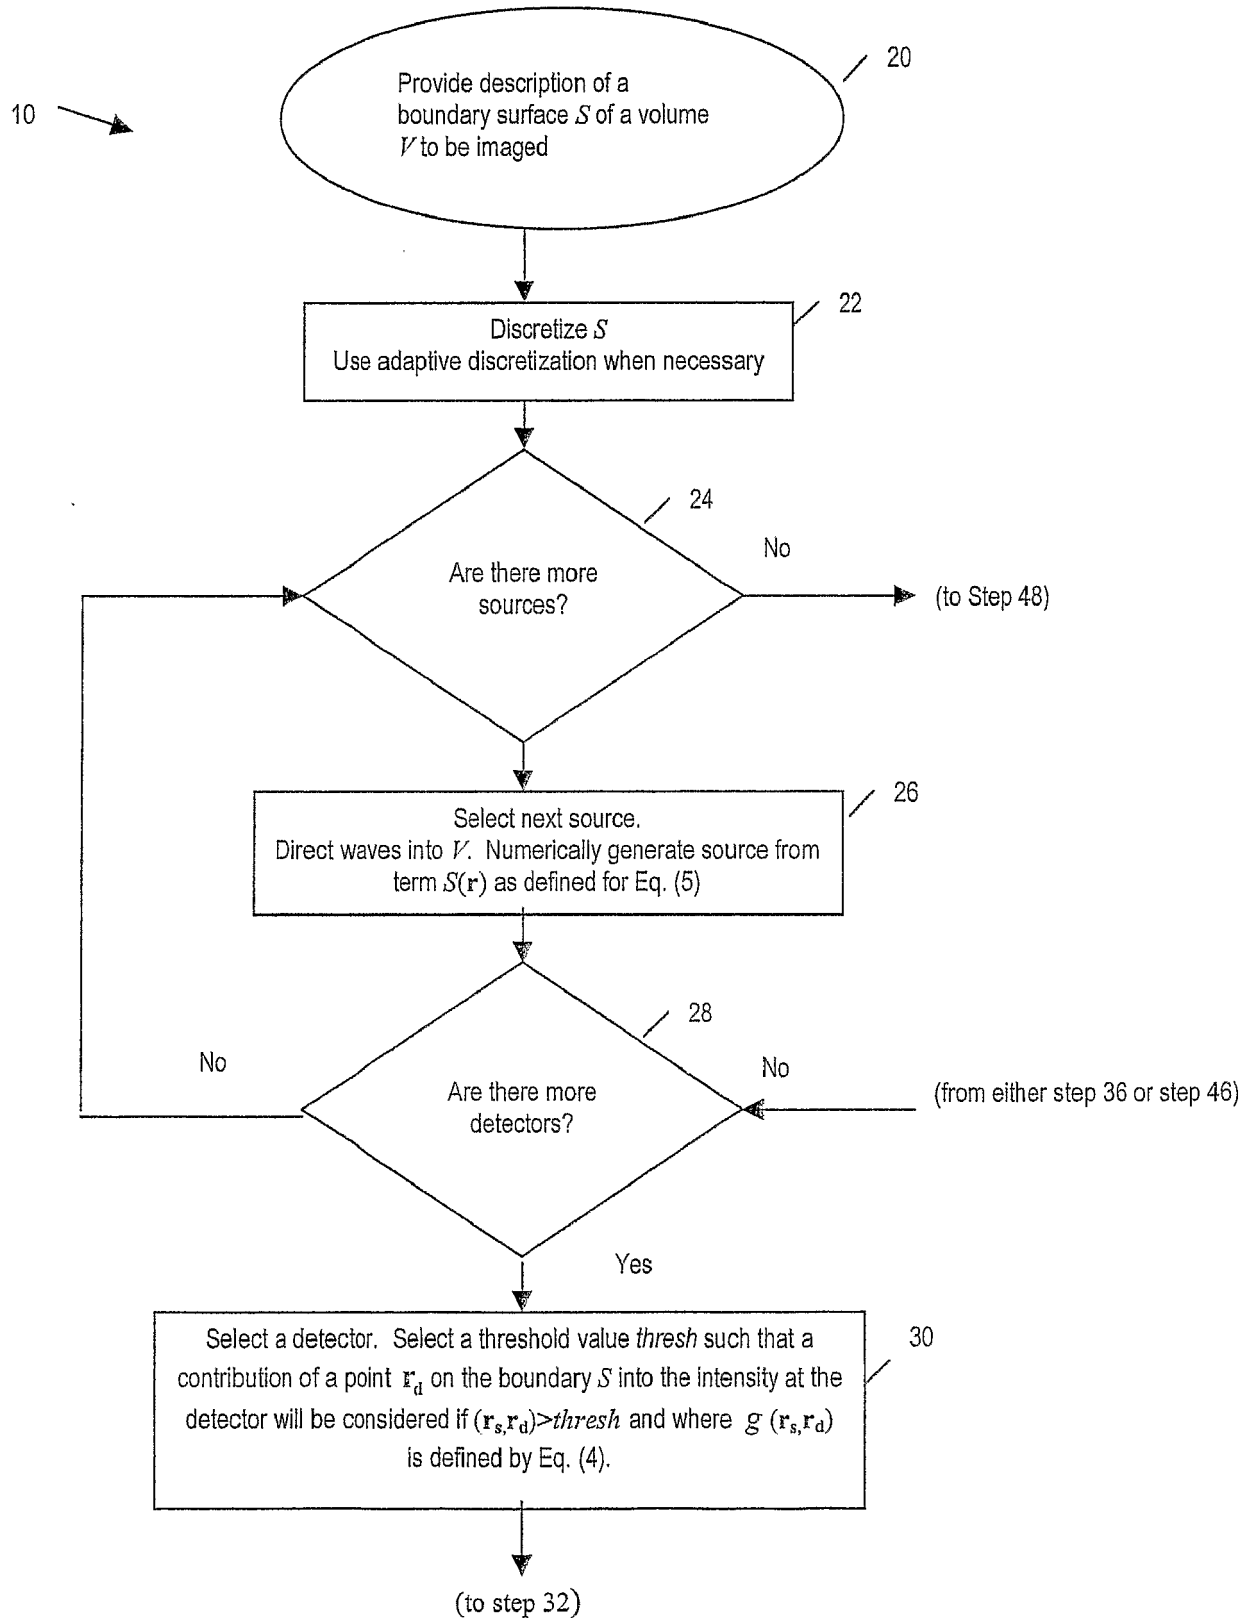 20
10
Provide description of a
boundary surface S of a volume
V to be imaged
22
Discretize S
Use adaptive discretization when necessary
24
No
Are there more
sources?
(to Step 48)
26
Select next source.
Direct waves into V. Numerically generate source from
term S(r) as defined for Eq. (5)
28
No
No
Are there more
detectors?
(from either step 36 or step 46)
Yes
30
Select a detector. Select a threshold value thresh such that a
contribution of a point r_d on the boundary S into the intensity at the
detector will be considered if (r_s,r_d)>thresh and where g (r_s,r_d)
is defined by Eq. (4).
(to step 32)